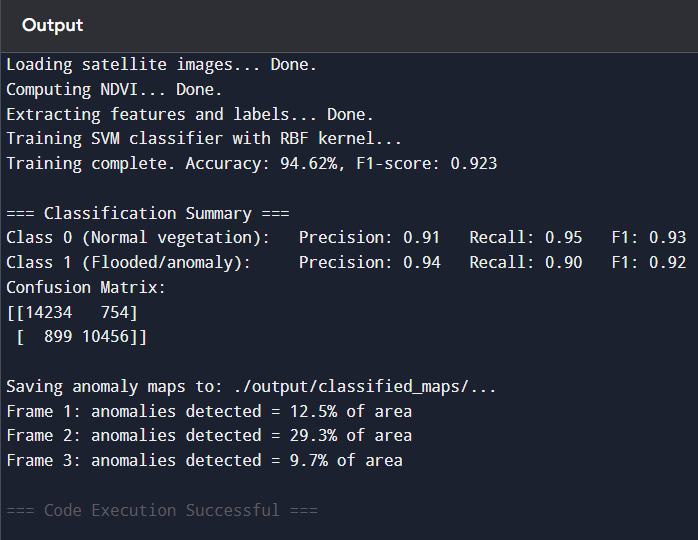 Output
Loading satellite images... Done.
Computing NDVI... Done.
Extracting features and labels... Done.
Training SVM classifier with RBF kernel...
Training complete. Accuracy: 94.62%, F1-score: 0.923
=== Classification Summary ===
Class 0 (Normal vegetation):   Precision: 0.91   Recall: 0.95   F1: 0.93
Class 1 (Flooded/anomaly):     Precision: 0.94   Recall: 0.90   F1: 0.92
Confusion Matrix:
[[14234   754]
 [  899 10456]]
Saving anomaly maps to: ./output/classified_maps/...
Frame 1: anomalies detected = 12.5% of area
Frame 2: anomalies detected = 29.3% of area
Frame 3: anomalies detected = 9.7% of area
=== Code Execution Successful ===